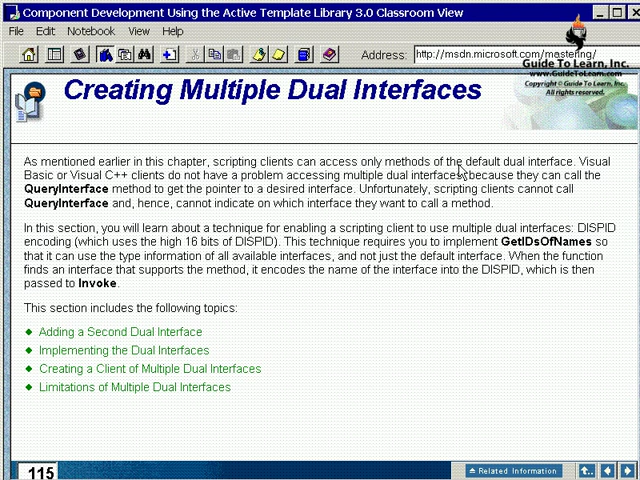 Component Development Using the Active Template Library 3.0 Classroom View
File Edit Notebook View Help
Address: http://msdn.microsoft.com/mastering/
Guide To Learn, Inc.
www.GuideToLearn.com
Copyright © Guide To Learn, Inc.
All rights reserved.
Creating Multiple Dual Interfaces
As mentioned earlier in this chapter, scripting clients can access only methods of the default dual interface. Visual
Basic or Visual C++ clients do not have a problem accessing multiple dual interfaces because they can call the
QueryInterface method to get the pointer to a desired interface. Unfortunately, scripting clients cannot call
QueryInterface and, hence, cannot indicate on which interface they want to call a method.
In this section, you will learn about a technique for enabling a scripting client to use multiple dual interfaces: DISPID
encoding (which uses the high 16 bits of DISPID). This technique requires you to implement GetIDsOfNames so
that it can use the type information of all available interfaces, and not just the default interface. When the function
finds an interface that supports the method, it encodes the name of the interface into the DISPID, which is then
passed to Invoke.
This section includes the following topics:
Adding a Second Dual Interface
Implementing the Dual Interfaces
Creating a Client of Multiple Dual Interfaces
Limitations of Multiple Dual Interfaces
115
Related Information